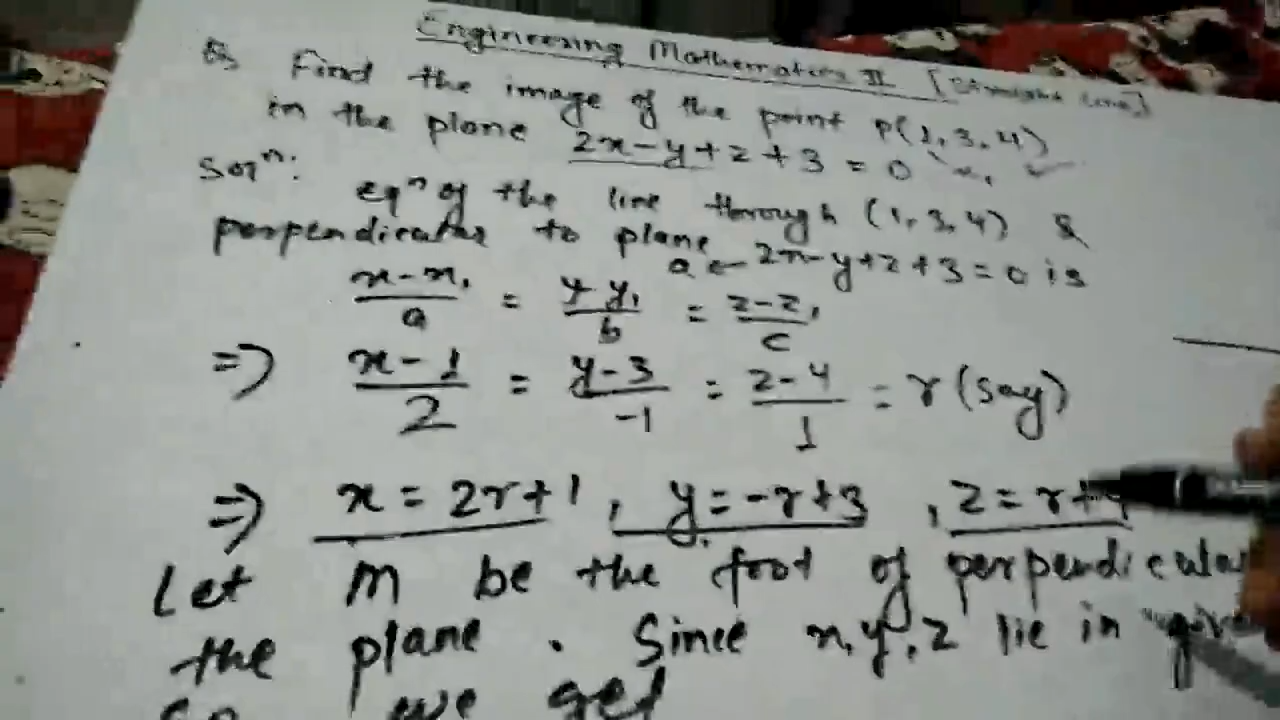 Engineering Mathematics II [Straight Line]
Q Find the image of the point P(1,3,4)
in the plane 2x-y+z+3=0
Solⁿ: eqⁿ of the line through (1,3,4) &
perpendicular to plane 2x-y+z+3=0 is
a ←
x-x₁/a = y-y₁/b = z-z₁/c
⇒ x-1/2 = y-3/-1 = z-4/1 = r (say)
⇒ x=2r+1, y=-r+3, z=r+4
Let M be the foot of perpendicular
the plane. Since x,y,z lie in
So we get